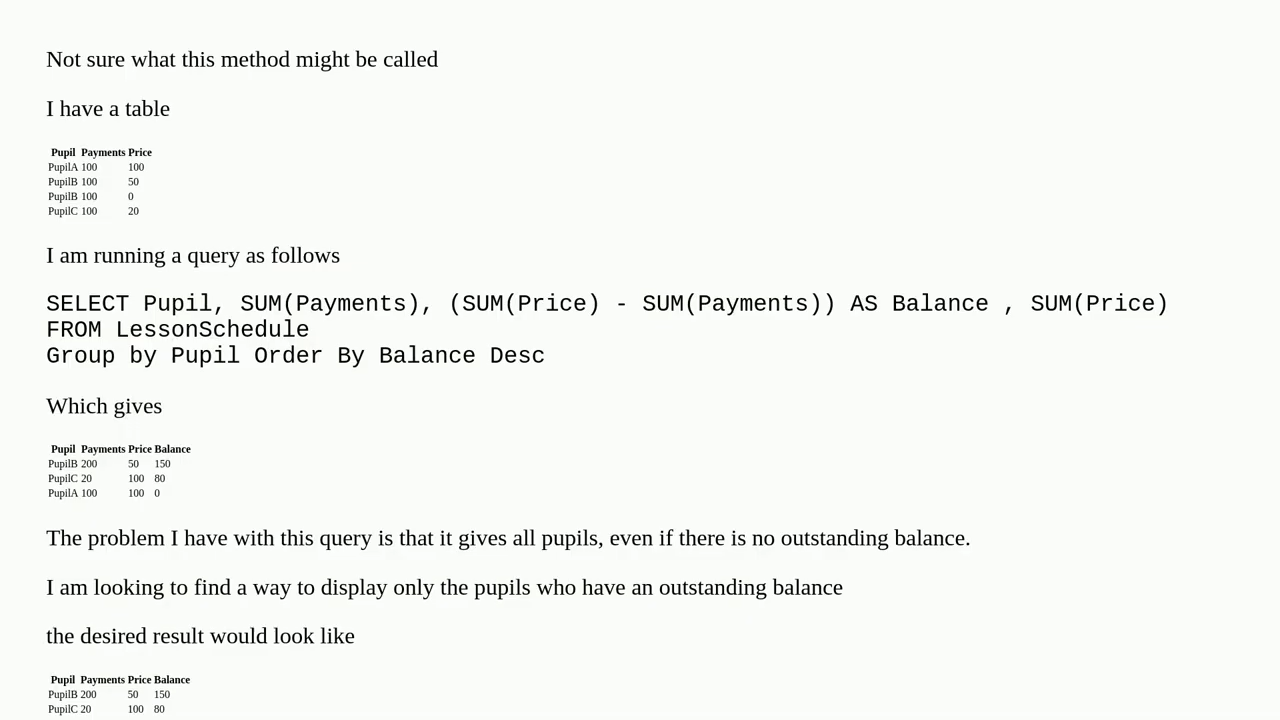 Not sure what this method might be called
I have a table
Pupil Payments Price
PupilA 100 100
PupilB 100 50
PupilB 100 0
PupilC 100 20
I am running a query as follows
SELECT Pupil, SUM(Payments), (SUM(Price) - SUM(Payments)) AS Balance , SUM(Price)
FROM LessonSchedule
Group by Pupil Order By Balance Desc
Which gives
Pupil Payments Price Balance
PupilB 200 50 150
PupilC 20 100 80
PupilA 100 100 0
The problem I have with this query is that it gives all pupils, even if there is no outstanding balance.
I am looking to find a way to display only the pupils who have an outstanding balance
the desired result would look like
Pupil Payments Price Balance
PupilB 200 50 150
PupilC 20 100 80